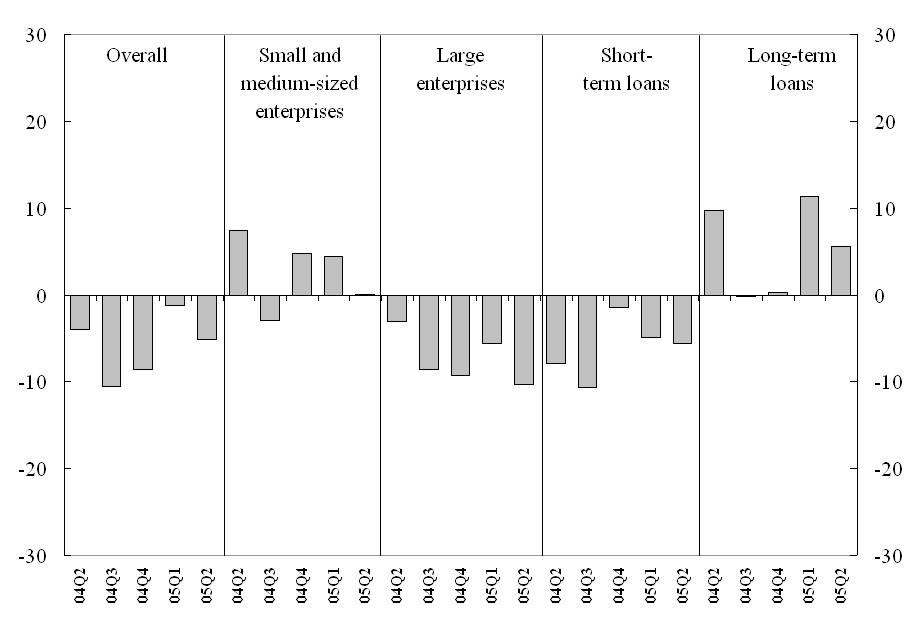 30
20
10
0
-10
-20
-30
Overall
Small and
medium-sized
enterprises
Large
enterprises
Short-
term loans
Long-term
loans
30
20
10
0
-10
-20
-30
04Q2 04Q3 04Q4 05Q1 05Q2 04Q2 04Q3 04Q4 05Q1 05Q2 04Q2 04Q3 04Q4 05Q1 05Q2 04Q2 04Q3 04Q4 05Q1 05Q2 04Q2 04Q3 04Q4 05Q1 05Q2